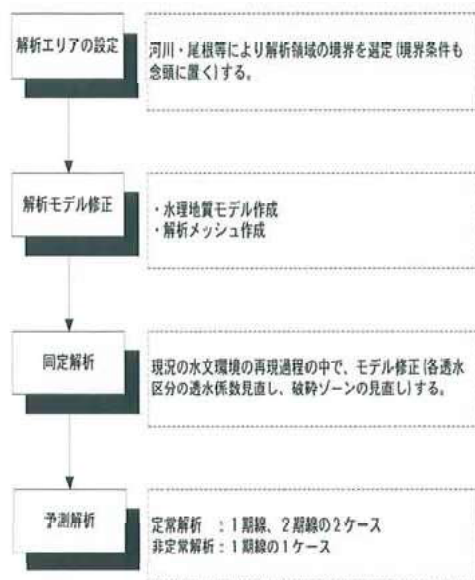 解析エリアの設定
河川・尾根等により解析領域の境界を選定(境界条件も
念頭に置く)する。
解析モデル修正
・水理地質モデル作成
・解析メッシュ作成
同定解析
現況の水文環境の再現過程の中で、モデル修正(各透水
区分の透水係数見直し、破砕ゾーンの見直し)する。
予測解析
定常解析 :1期線、2期線の2ケース
非定常解析:1期線の1ケース